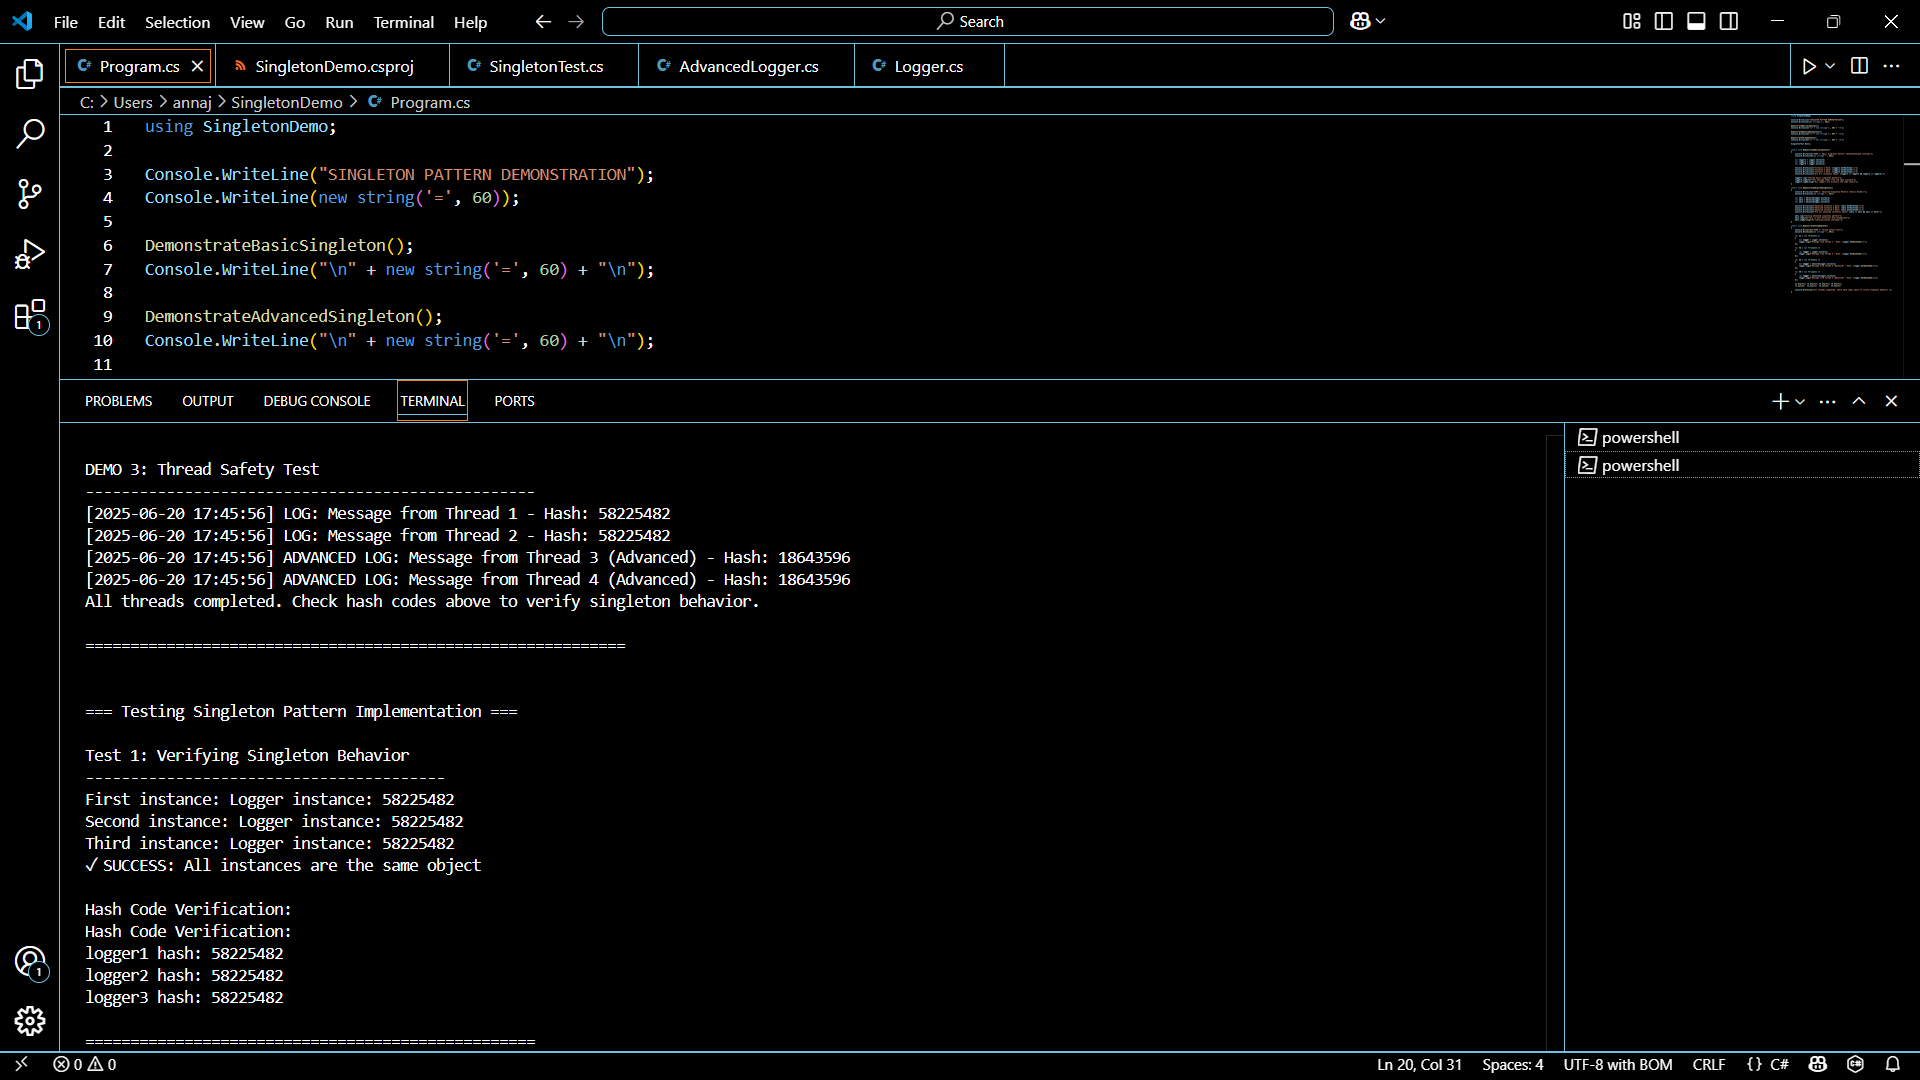 File Edit Selection View Go Run Terminal Help Search
Program.cs SingletonDemo.csproj SingletonTest.cs AdvancedLogger.cs Logger.cs
C: > Users > annaj > SingletonDemo > Program.cs
1 using SingletonDemo;
2
3 Console.WriteLine("SINGLETON PATTERN DEMONSTRATION");
4 Console.WriteLine(new string('=', 60));
5
6 DemonstrateBasicSingleton();
7 Console.WriteLine("\n" + new string('=', 60) + "\n");
8
9 DemonstrateAdvancedSingleton();
10 Console.WriteLine("\n" + new string('=', 60) + "\n");
11
PROBLEMS OUTPUT DEBUG CONSOLE TERMINAL PORTS
powershell
powershell
DEMO 3: Thread Safety Test
--------------------------------------------------
[2025-06-20 17:45:56] LOG: Message from Thread 1 - Hash: 58225482
[2025-06-20 17:45:56] LOG: Message from Thread 2 - Hash: 58225482
[2025-06-20 17:45:56] ADVANCED LOG: Message from Thread 3 (Advanced) - Hash: 18643596
[2025-06-20 17:45:56] ADVANCED LOG: Message from Thread 4 (Advanced) - Hash: 18643596
All threads completed. Check hash codes above to verify singleton behavior.
============================================================
=== Testing Singleton Pattern Implementation ===
Test 1: Verifying Singleton Behavior
----------------------------------------
First instance: Logger instance: 58225482
Second instance: Logger instance: 58225482
Third instance: Logger instance: 58225482
✓ SUCCESS: All instances are the same object
Hash Code Verification:
Hash Code Verification:
logger1 hash: 58225482
logger2 hash: 58225482
logger3 hash: 58225482
==================================================
1
1
0 0 Ln 20, Col 31 Spaces: 4 UTF-8 with BOM CRLF {} C#